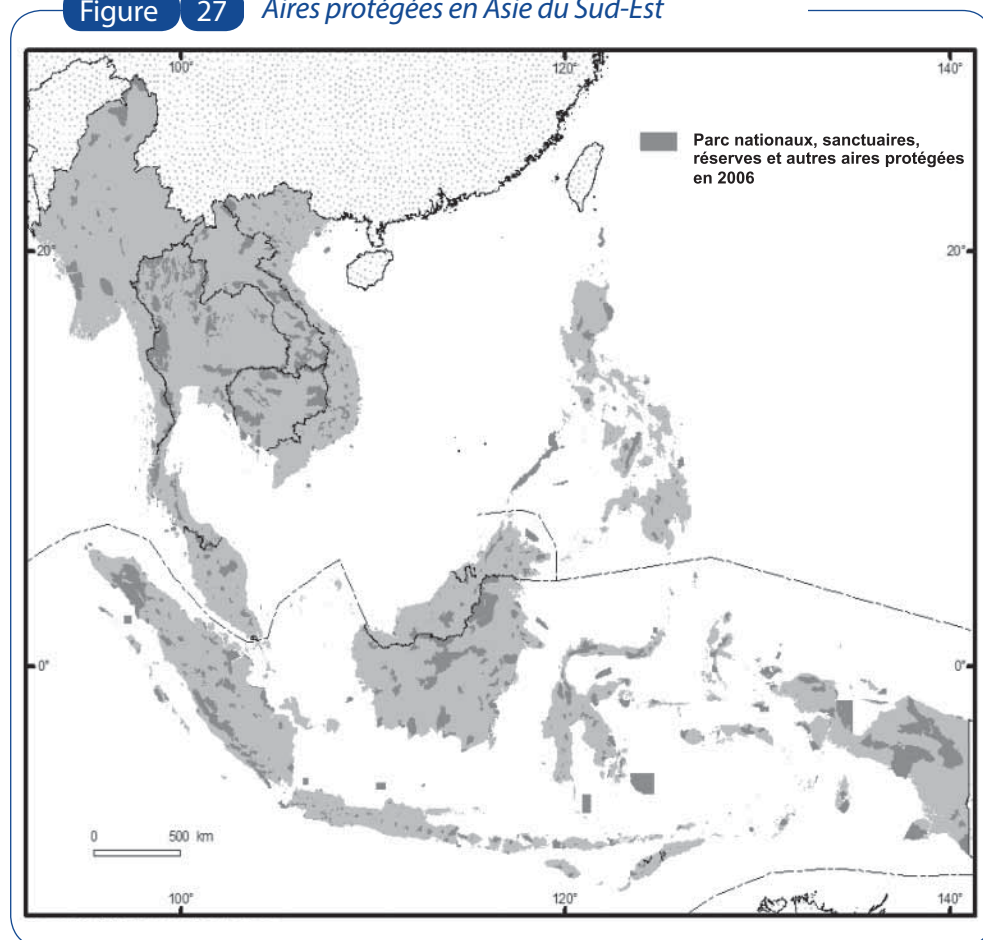 Figure 27 Aires protégées en Asie du Sud-Est
100° 120° 140°
Parc nationaux, sanctuaires,
réserves et autres aires protégées
en 2006
20° 20°
0° 0°
0 500 km
100° 120° 140°